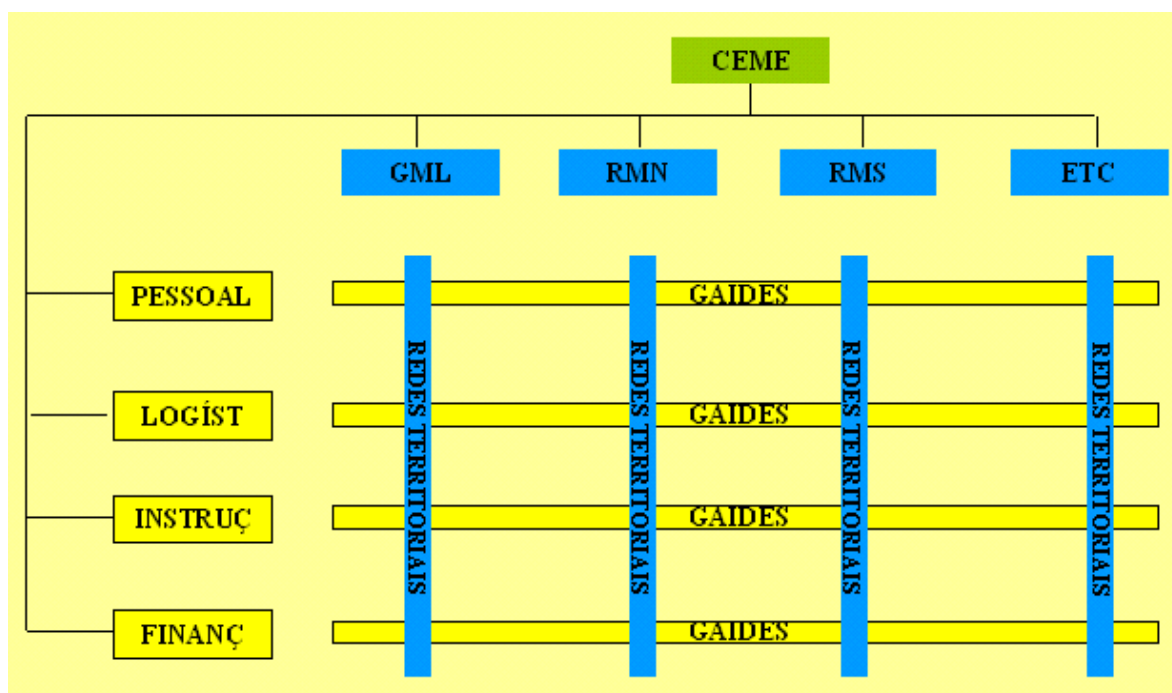 CEME
GML
RMN
RMS
ETC
PESSOAL
GAIDES
LOGÍST
GAIDES
INSTRUÇ
GAIDES
FINANÇ
GAIDES
REDES TERRITORIAIS
REDES TERRITORIAIS
REDES TERRITORIAIS
REDES TERRITORIAIS